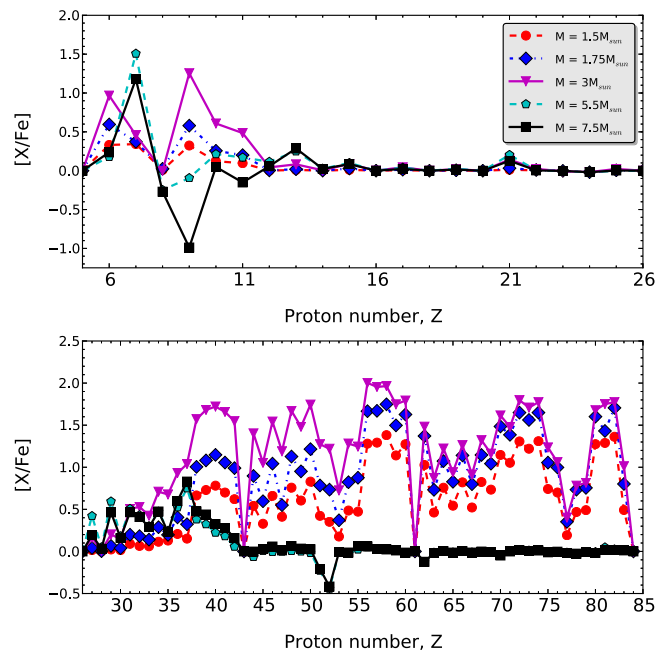 2.0
1.5
1.0
0.5
0.0
−0.5
−1.0
[X/Fe]
M = 1.5M_sun
M = 1.75M_sun
M = 3M_sun
M = 5.5M_sun
M = 7.5M_sun
6 11 16 21 26
Proton number, Z
2.5
2.0
1.5
1.0
0.5
0.0
−0.5
[X/Fe]
30 35 40 45 50 55 60 65 70 75 80 85
Proton number, Z